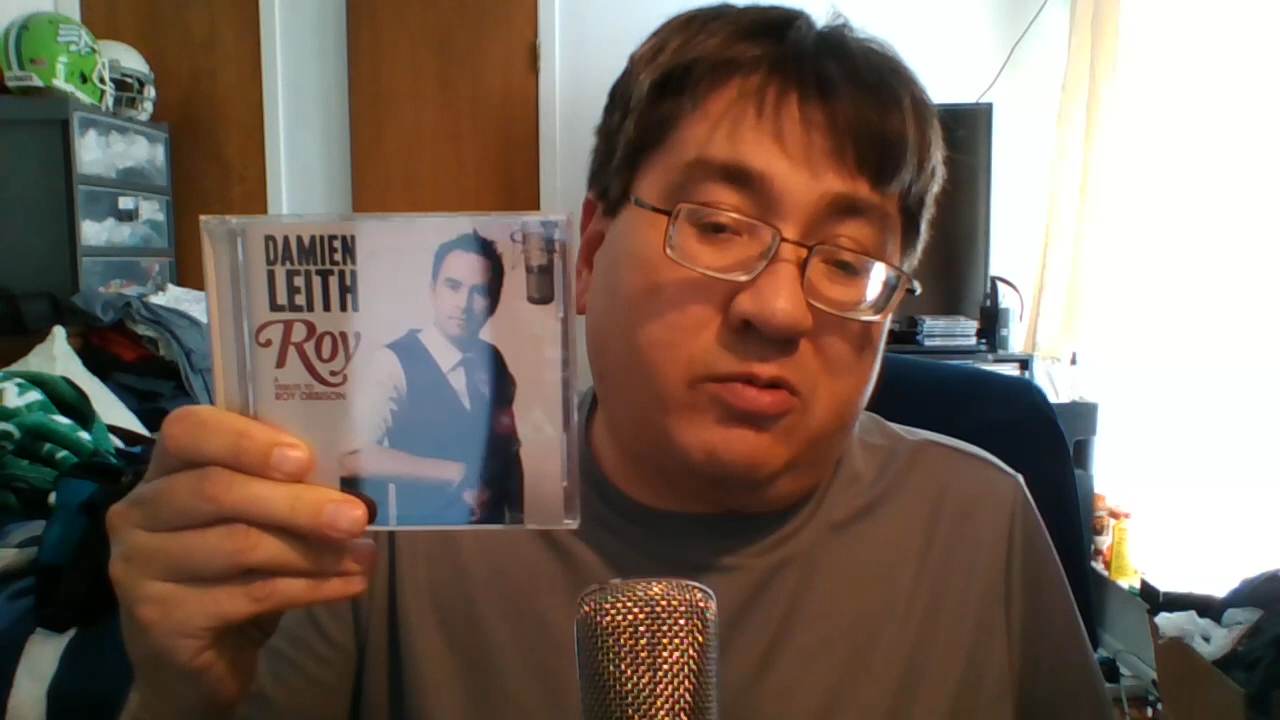 DAMIEN
LEITH
Roy
A
TRIBUTE TO
ROY ORBISON